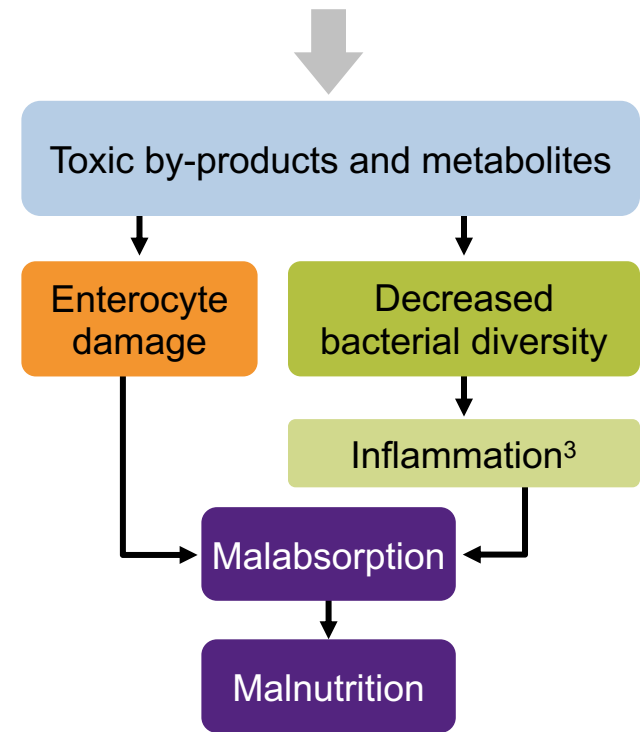 Toxic by-products and metabolites
Enterocyte
damage
Decreased
bacterial diversity
Inflammation³
Malabsorption
Malnutrition